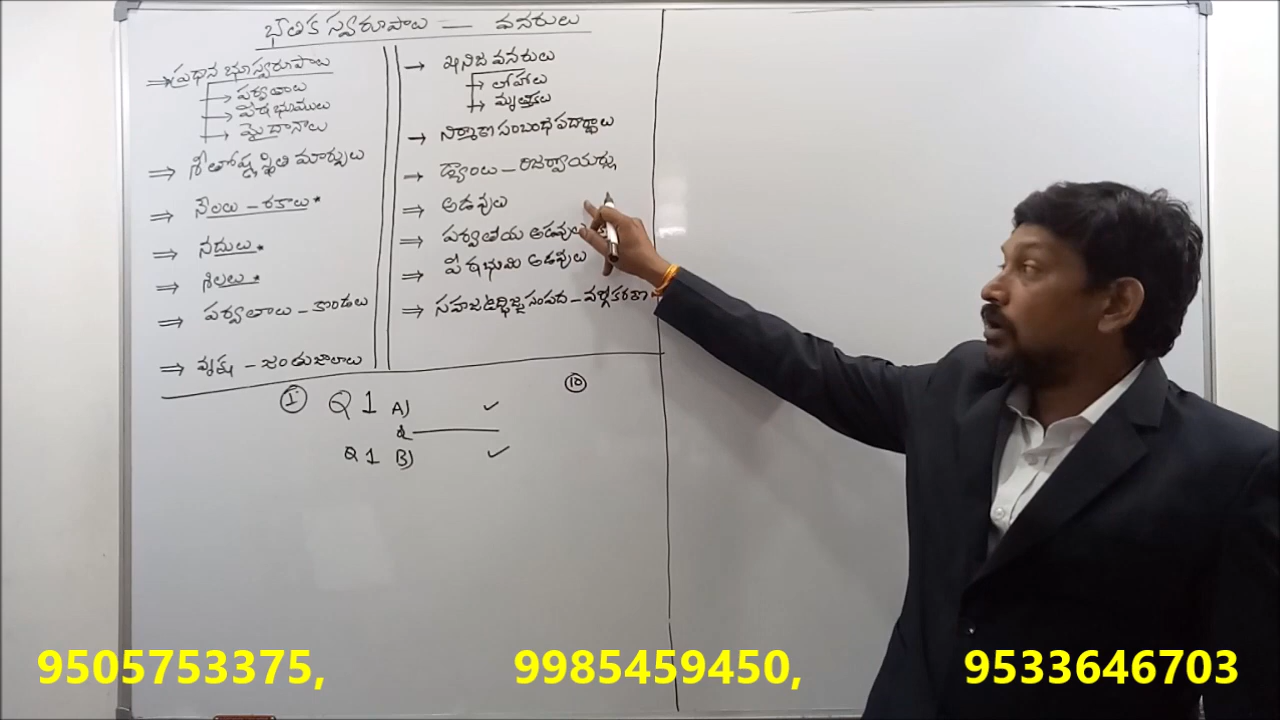 భౌతిక స్వరూపాలు — వనరులు
⇒ ప్రధాన భూస్వరూపాలు
→ పర్వతాలు
→ పీఠభూములు
→ మైదానాలు
⇒ శీతోష్ణస్థితి మార్పులు
⇒ నేలలు – రకాలు *
⇒ నదులు *
⇒ శిలలు *
⇒ పర్వతాలు – కొండలు
⇒ వృక్ష – జంతుజాలాలు
→ ఖనిజ వనరులు
→ లోహాలు
→ మృత్తికలు
→ నిర్మాణ సంబంధ పదార్థాలు
⇒ డ్యాంలు – రిజర్వాయర్లు
⇒ అడవులు
⇒ పర్వతీయ అడవులు
⇒ పీఠభూమి అడవులు
⇒ సహజ ఉద్భిజ్జ సంపద – వర్గీకరణ
I Q 1 A) ✓ 10
Q 1 B) ✓
9505753375, 9985459450, 9533646703